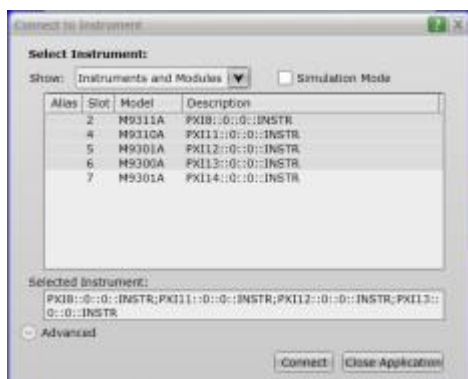 Connect to Instrument
Select Instrument:
Show: Instruments and Modules Simulation Mode
Alias Slot Model Description
2 M9311A PXI8::0::0::INSTR
4 M9310A PXI11::0::0::INSTR
5 M9301A PXI12::0::0::INSTR
6 M9300A PXI13::0::0::INSTR
7 M9301A PXI14::0::0::INSTR
Selected Instrument:
PXI8::0::0::INSTR;PXI11::0::0::INSTR;PXI12::0::0::INSTR;PXI13::
0::0::INSTR
Advanced
Connect Close Application